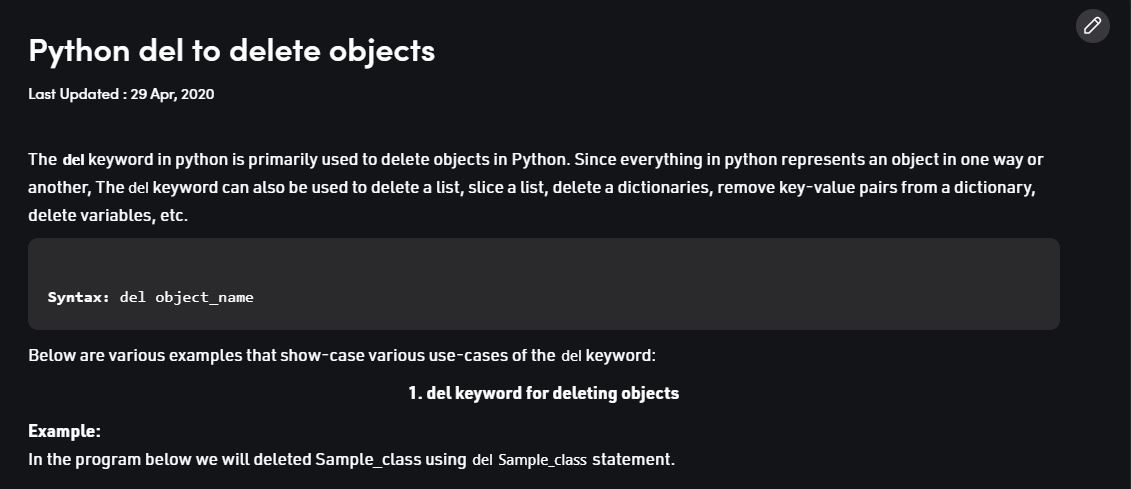 Python del to delete objects
Last Updated : 29 Apr, 2020
The del keyword in python is primarily used to delete objects in Python. Since everything in python represents an object in one way or
another, The del keyword can also be used to delete a list, slice a list, delete a dictionaries, remove key-value pairs from a dictionary,
delete variables, etc.
Syntax: del object_name
Below are various examples that show-case various use-cases of the del keyword:
1. del keyword for deleting objects
Example:
In the program below we will deleted Sample_class using del Sample_class statement.